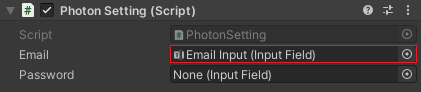 Photon Setting (Script)
Script PhotonSetting
Email Email Input (Input Field)
Password None (Input Field)